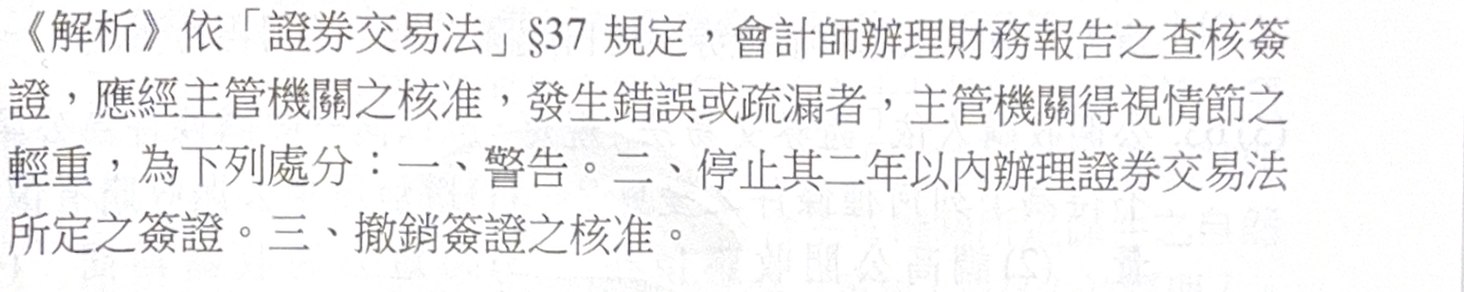 《解析》依「證券交易法」§37 規定，會計師辦理財務報告之查核簽
證，應經主管機關之核准，發生錯誤或疏漏者，主管機關得視情節之
輕重，為下列處分：一、警告。二、停止其二年以內辦理證券交易法
所定之簽證。三、撤銷簽證之核准。